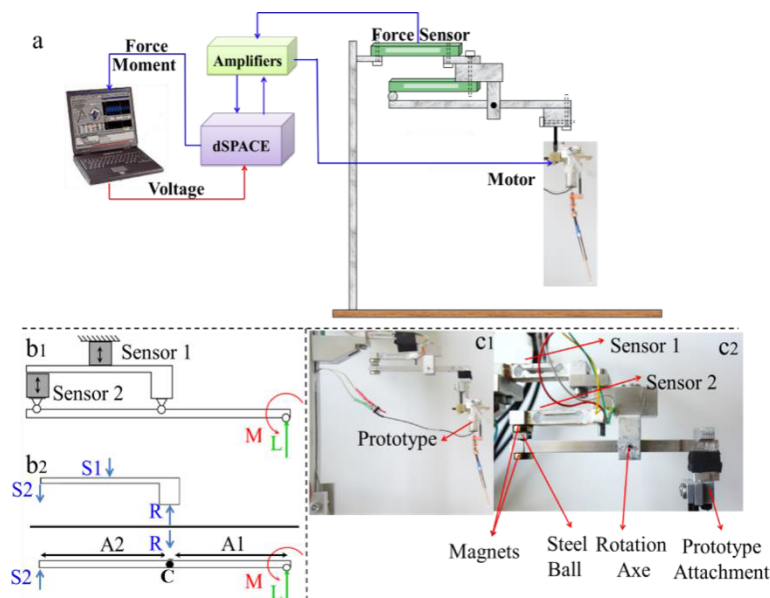 a
Force Moment
Amplifiers
Force Sensor
dSPACE
Voltage
Motor
b1
Sensor 1
Sensor 2
M
L
b2
S1
S2
R
R
A2
A1
S2
C
M
L
c1
Prototype
c2
Sensor 1
Sensor 2
Magnets
Steel Ball
Rotation Axe
Prototype Attachment